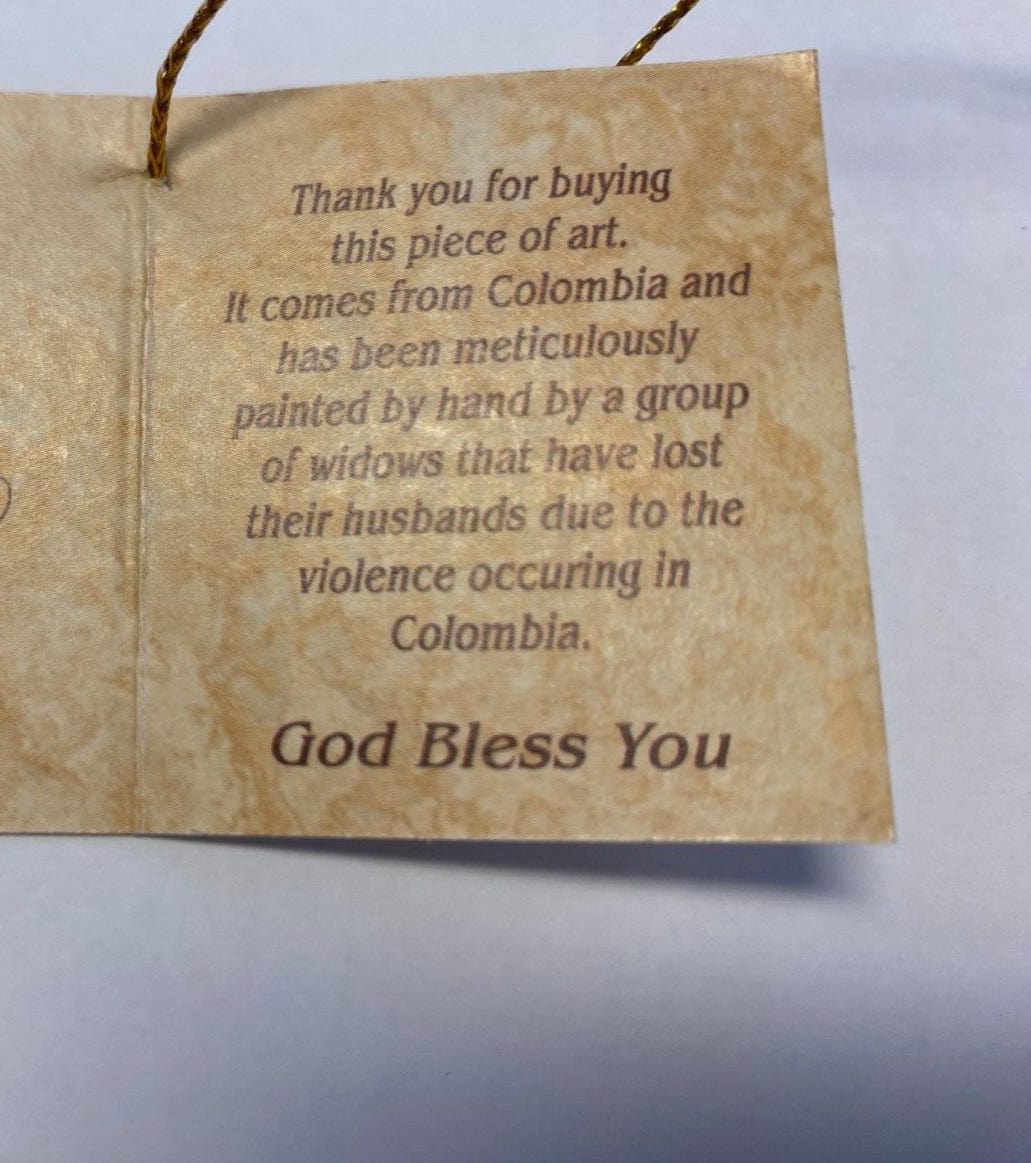 Thank you for buying
this piece of art.
It comes from Colombia and
has been meticulously
painted by hand by a group
of widows that have lost
their husbands due to the
violence occuring in
Colombia.
God Bless You